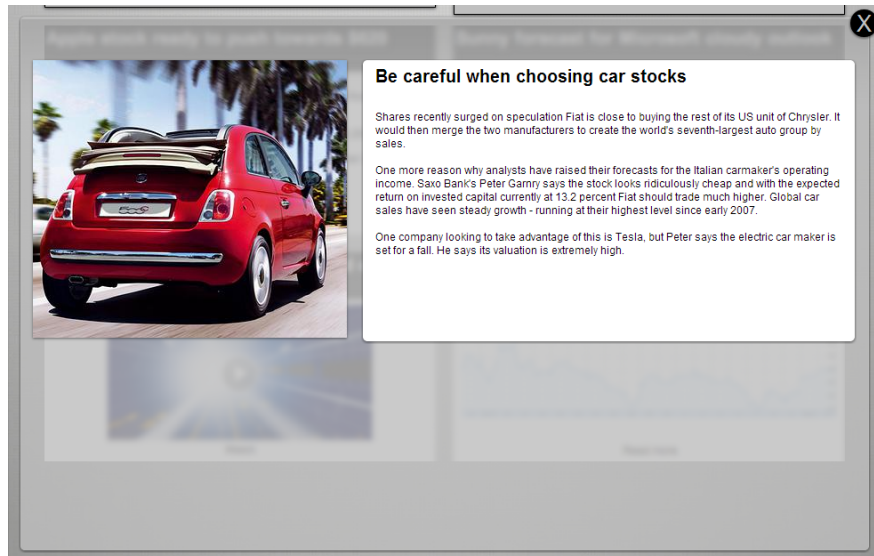 X
Be careful when choosing car stocks
Shares recently surged on speculation Fiat is close to buying the rest of its US unit of Chrysler. It
would then merge the two manufacturers to create the world's seventh-largest auto group by
sales.
One more reason why analysts have raised their forecasts for the Italian carmaker's operating
income. Saxo Bank's Peter Garnry says the stock looks ridiculously cheap and with the expected
return on invested capital currently at 13.2 percent Fiat should trade much higher. Global car
sales have seen steady growth - running at their highest level since early 2007.
One company looking to take advantage of this is Tesla, but Peter says the electric car maker is
set for a fall. He says its valuation is extremely high.